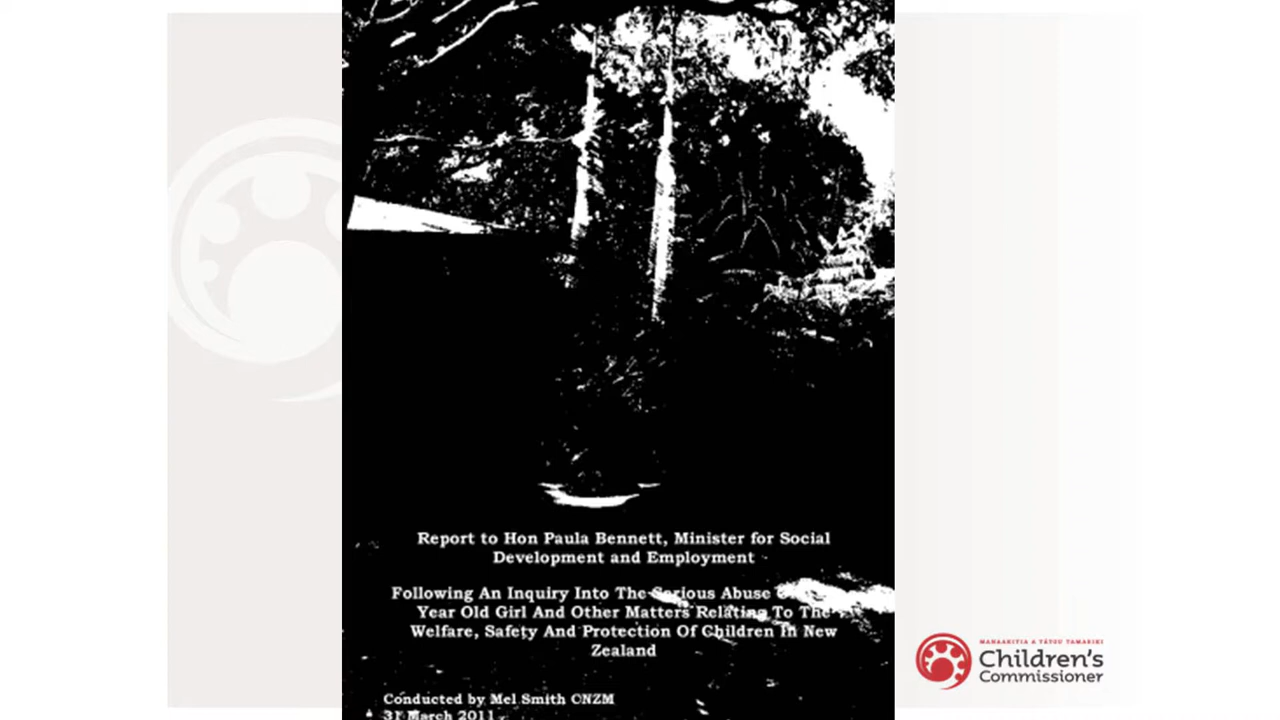 Report to Hon Paula Bennett, Minister for Social
Development and Employment
Following An Inquiry Into The Serious Abuse
Year Old Girl And Other Matters Relating To The
Welfare, Safety And Protection Of Children In New
Zealand
Conducted by Mel Smith CNZM
31 March 2011
MANAAKITIA A TĀTOU TAMARIKI
Children's
Commissioner